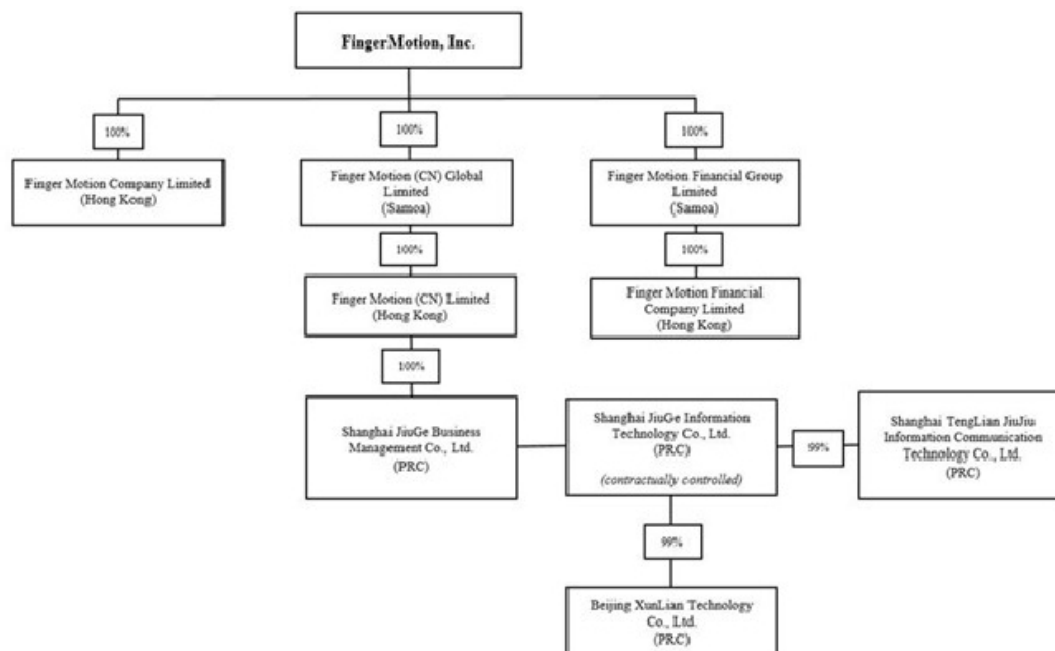 FingerMotion, Inc.
100%
100%
100%
Finger Motion Company Limited
(Hong Kong)
Finger Motion (CN) Global
Limited
(Samoa)
Finger Motion Financial Group
Limited
(Samoa)
100%
100%
Finger Motion (CN) Limited
(Hong Kong)
Finger Motion Financial
Company Limited
(Hong Kong)
100%
Shanghai JiuGe Business
Management Co., Ltd.
(PRC)
Shanghai JiuGe Information
Technology Co., Ltd.
(PRC)
(contractually controlled)
99%
Shanghai TengLian JiuJiu
Information Communication
Technology Co., Ltd.
(PRC)
99%
Beijing XunLian Technology
Co., Ltd.
(PRC)